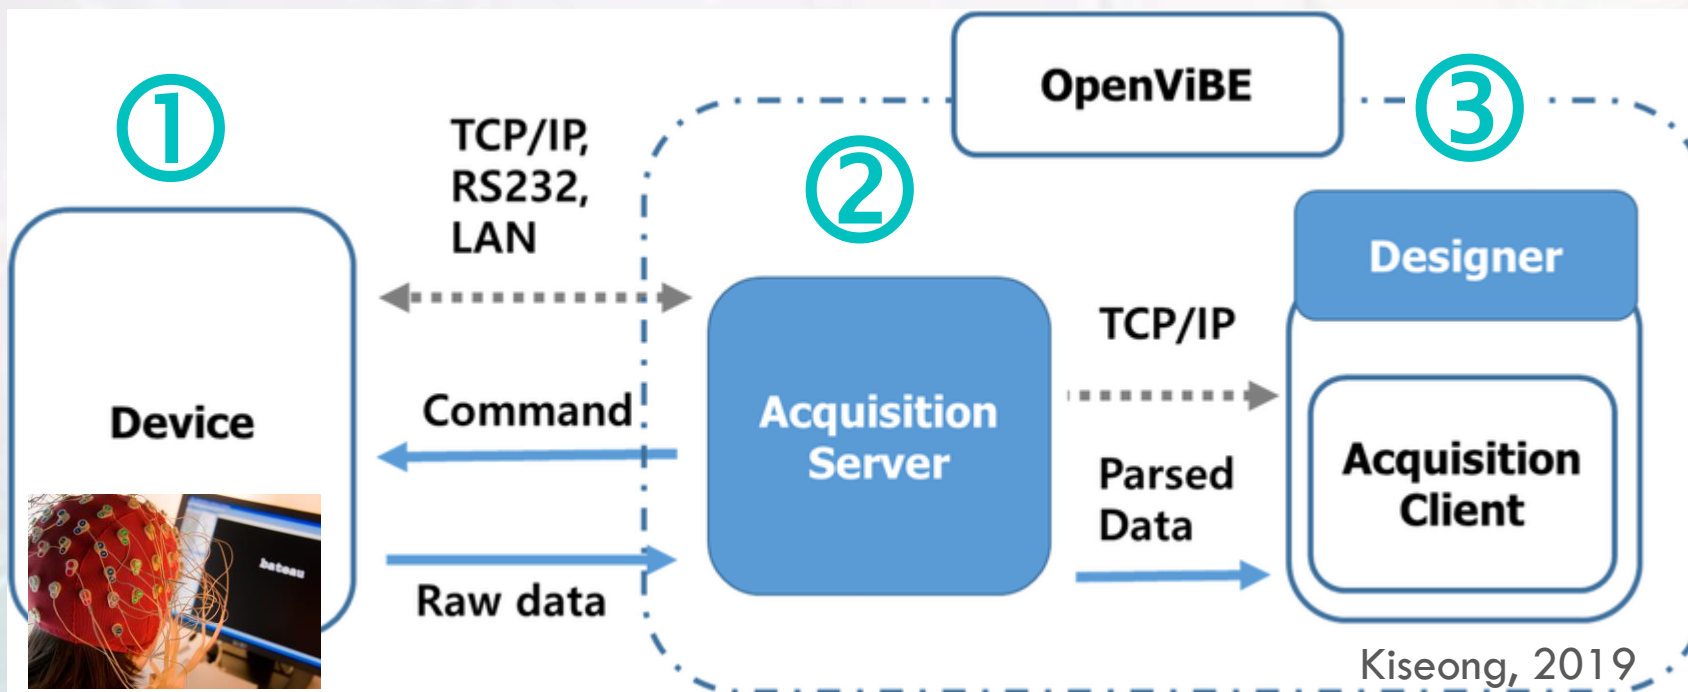 OpenViBE
①
TCP/IP,
RS232,
LAN
②
③
Designer
Device
Command
Raw data
bateau
Acquisition
Server
TCP/IP
Parsed
Data
Acquisition
Client
Kiseong, 2019